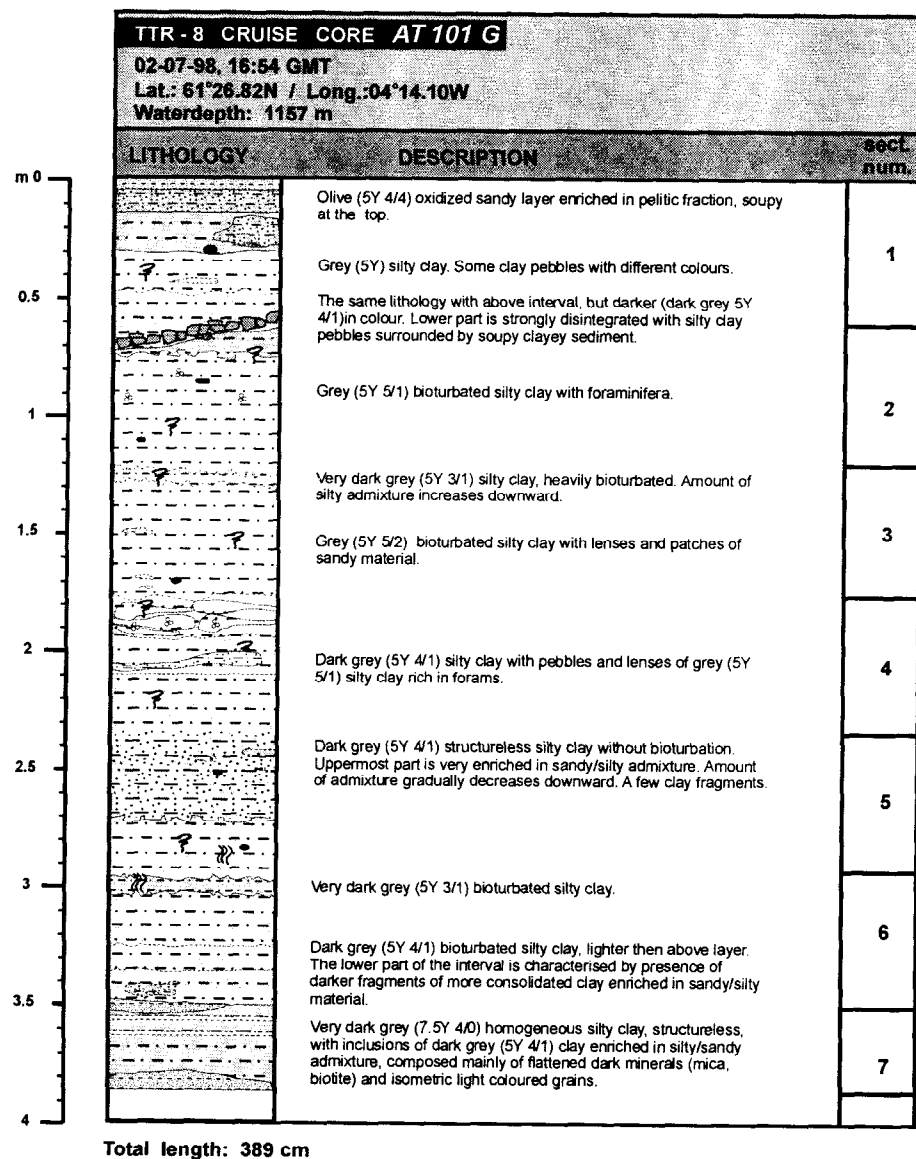 TTR - 8 CRUISE CORE AT 101 G
02-07-98, 16:54 GMT
Lat.: 61°26.82N / Long.:04°14.10W
Waterdepth: 1157 m
LITHOLOGY DESCRIPTION sect. num.
m 0
Olive (5Y 4/4) oxidized sandy layer enriched in pelitic fraction, soupy
at the top.
1
Grey (5Y) silty clay. Some clay pebbles with different colours.
0.5
The same lithology with above interval, but darker (dark grey 5Y
4/1)in colour. Lower part is strongly disintegrated with silty clay
pebbles surrounded by soupy clayey sediment.
Grey (5Y 5/1) bioturbated silty clay with foraminifera.
2
1
Very dark grey (5Y 3/1) silty clay, heavily bioturbated. Amount of
silty admixture increases downward.
1.5
3
Grey (5Y 5/2) bioturbated silty clay with lenses and patches of
sandy material.
2
Dark grey (5Y 4/1) silty clay with pebbles and lenses of grey (5Y
5/1) silty clay rich in forams.
4
Dark grey (5Y 4/1) structureless silty clay without bioturbation.
Uppermost part is very enriched in sandy/silty admixture. Amount
of admixture gradually decreases downward. A few clay fragments.
2.5
5
3
Very dark grey (5Y 3/1) bioturbated silty clay.
6
Dark grey (5Y 4/1) bioturbated silty clay, lighter then above layer.
The lower part of the interval is characterised by presence of
darker fragments of more consolidated clay enriched in sandy/silty
material.
3.5
Very dark grey (7.5Y 4/0) homogeneous silty clay, structureless,
with inclusions of dark grey (5Y 4/1) clay enriched in silty/sandy
admixture, composed mainly of flattened dark minerals (mica,
biotite) and isometric light coloured grains.
7
4
Total length: 389 cm